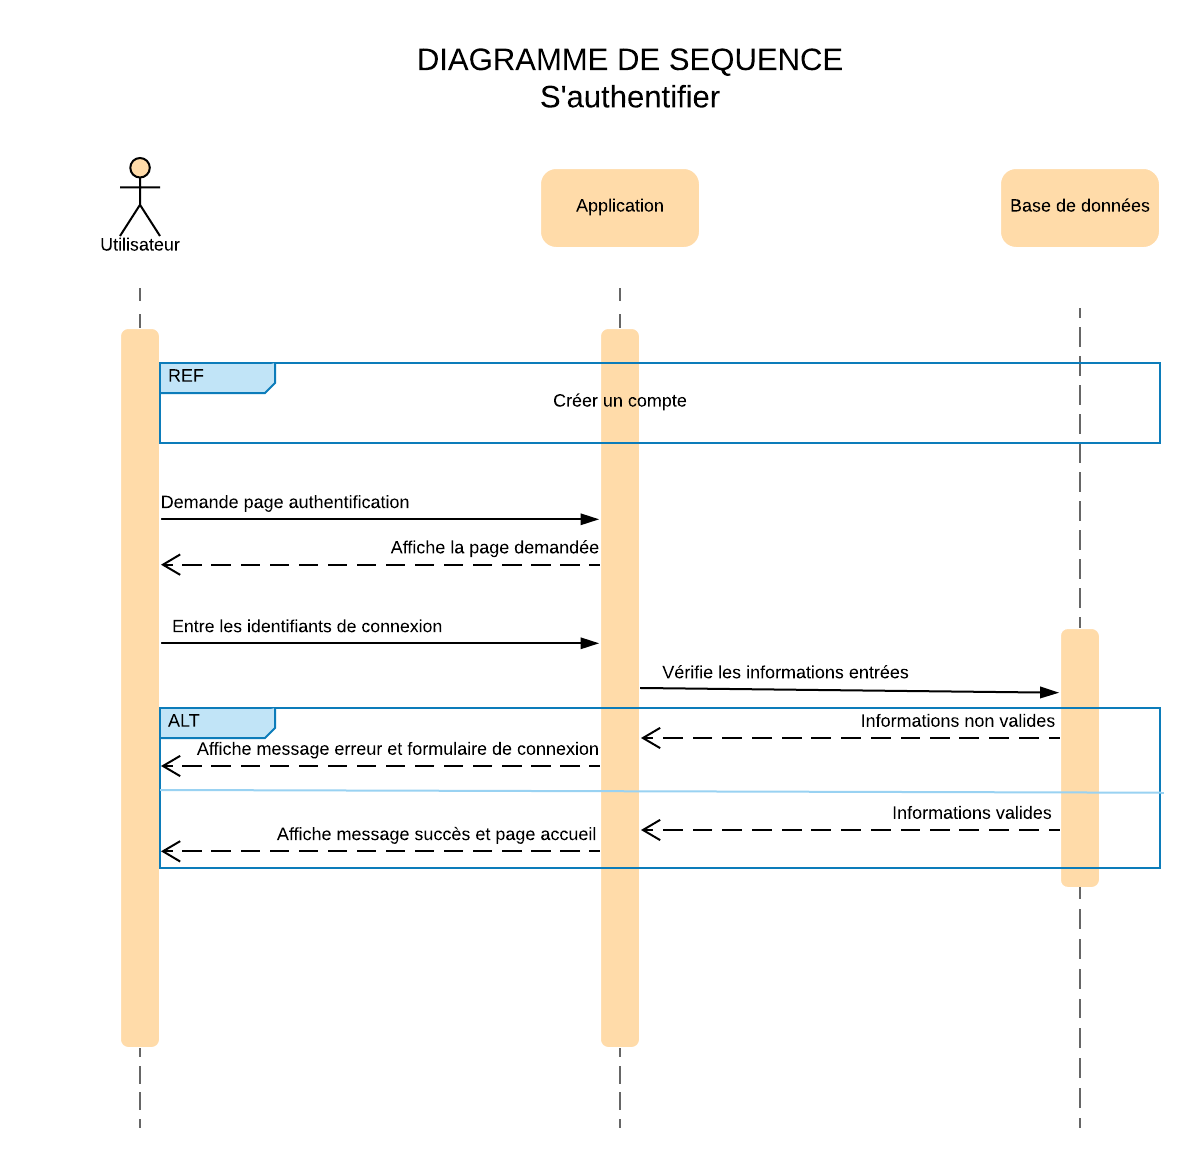 DIAGRAMME DE SEQUENCE
S'authentifier
Utilisateur
Application
Base de données
REF
Créer un compte
Demande page authentification
Affiche la page demandée
Entre les identifiants de connexion
Vérifie les informations entrées
ALT
Informations non valides
Affiche message erreur et formulaire de connexion
Informations valides
Affiche message succès et page accueil